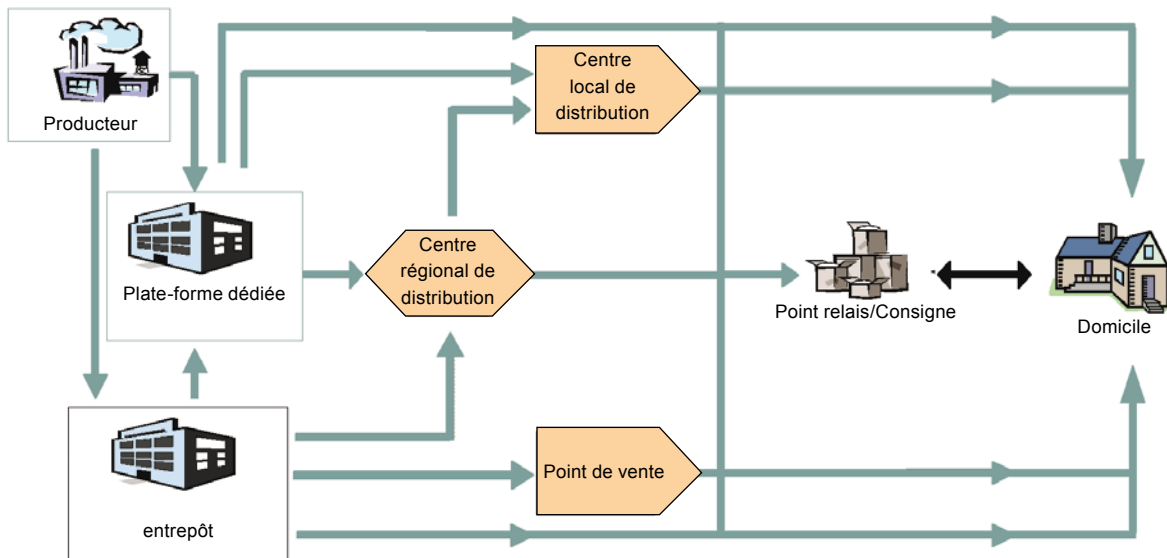 Producteur
Centre
local de
distribution
Plate-forme dédiée
Centre
régional de
distribution
Point relais/Consigne
Domicile
entrepôt
Point de vente